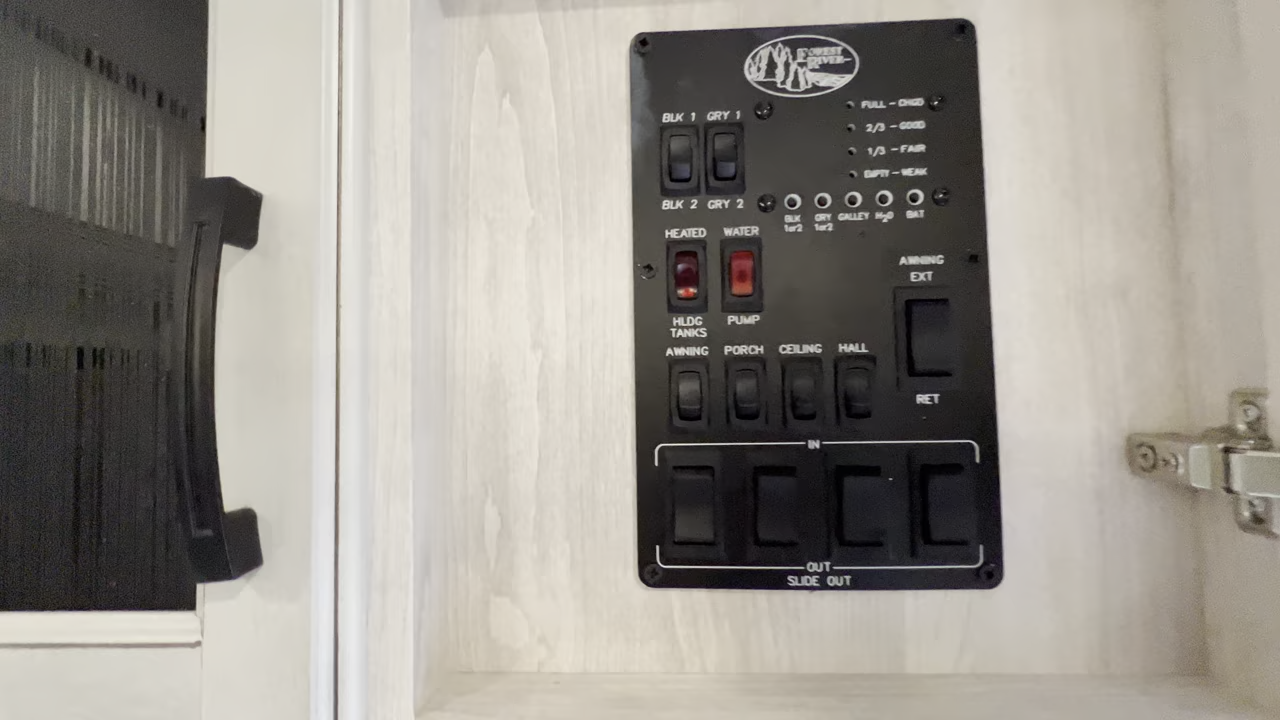 FOREST
RIVER
BLK 1 GRY 1
FULL - CHGD
2/3 - GOOD
1/3 - FAIR
EMPTY - WEAK
BLK 2 GRY 2
BLK
1or2
GRY
1or2
GALLEY
H2O
BAT
HEATED
HLDG
TANKS
WATER
PUMP
AWNING
EXT
RET
AWNING PORCH CEILING HALL
IN
OUT
SLIDE OUT